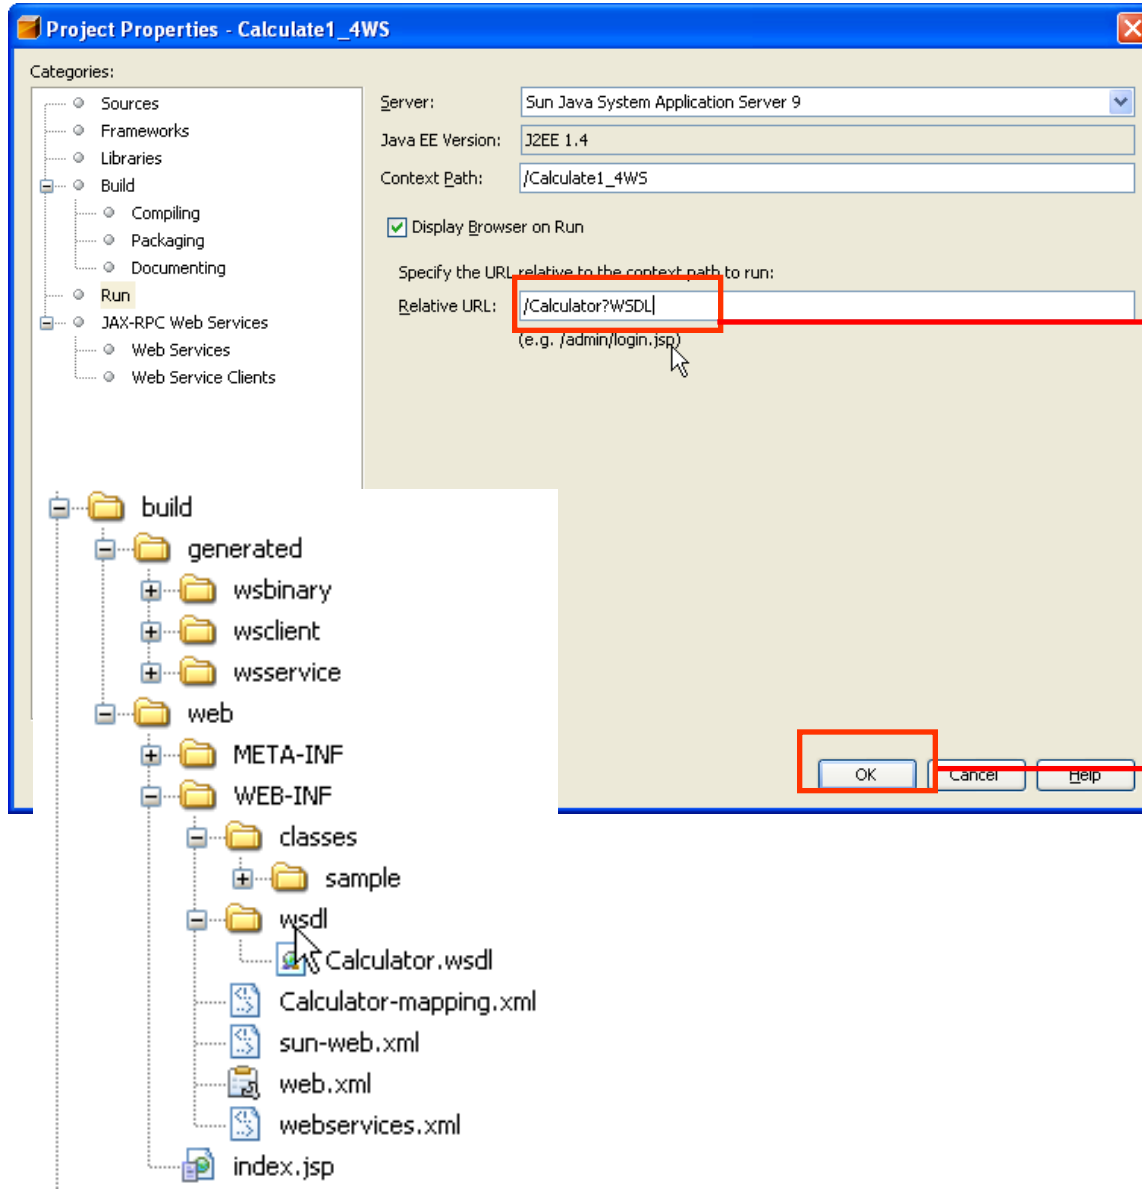 Project Properties - Calculate1_4WS
Categories:
Sources
Frameworks
Libraries
Build
Compiling
Packaging
Documenting
Run
JAX-RPC Web Services
Web Services
Web Service Clients
Server: Sun Java System Application Server 9
Java EE Version: J2EE 1.4
Context Path: /Calculate1_4WS
Display Browser on Run
Specify the URL relative to the context path to run:
Relative URL: /Calculator?WSDL
(e.g. /admin/login.jsp)
OK Cancel Help
build
generated
wsbinary
wsclient
wsservice
web
META-INF
WEB-INF
classes
sample
wsdl
Calculator.wsdl
Calculator-mapping.xml
sun-web.xml
web.xml
webservices.xml
index.jsp